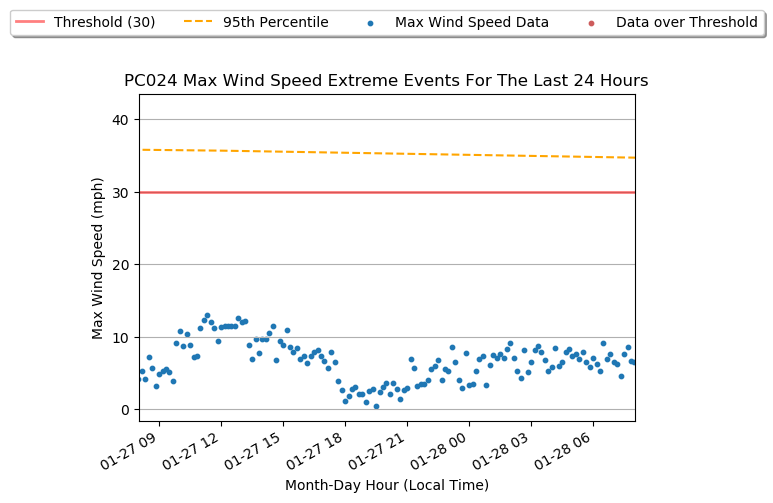 Threshold (30) 95th Percentile Max Wind Speed Data Data over Threshold
PC024 Max Wind Speed Extreme Events For The Last 24 Hours
40
30
20
10
0
Max Wind Speed (mph)
01-27 09 01-27 12 01-27 15 01-27 18 01-27 21 01-28 00 01-28 03 01-28 06
Month-Day Hour (Local Time)